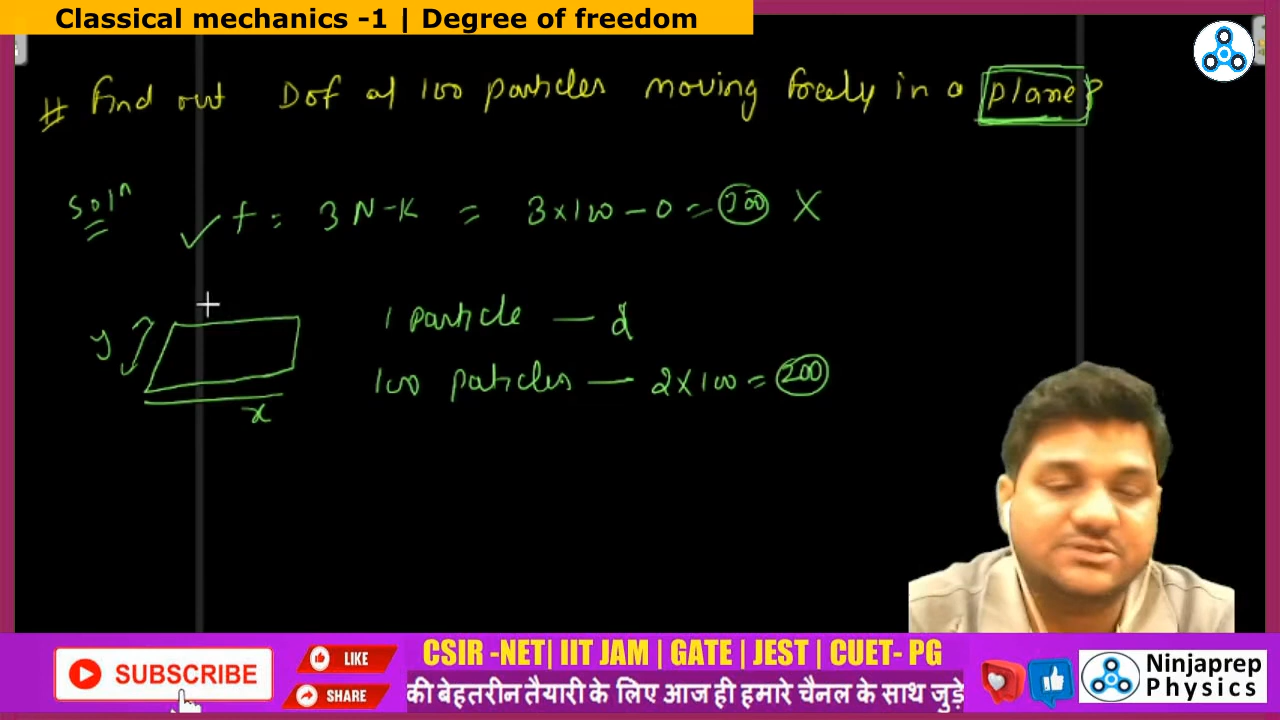 Classical mechanics -1 | Degree of freedom
# Find out Dof of 100 particles moving freely in a plane?
Soln
✓ f = 3N-K = 3×100-0 = 300 X
y
x
1 particle — 2
100 paticles — 2×100 = 200
SUBSCRIBE
LIKE
SHARE
CSIR -NET| IIT JAM | GATE | JEST | CUET- PG
की बेहतरीन तैयारी के लिए आज ही हमारे चैनल के साथ जुड़े
Ninjaprep
Physics